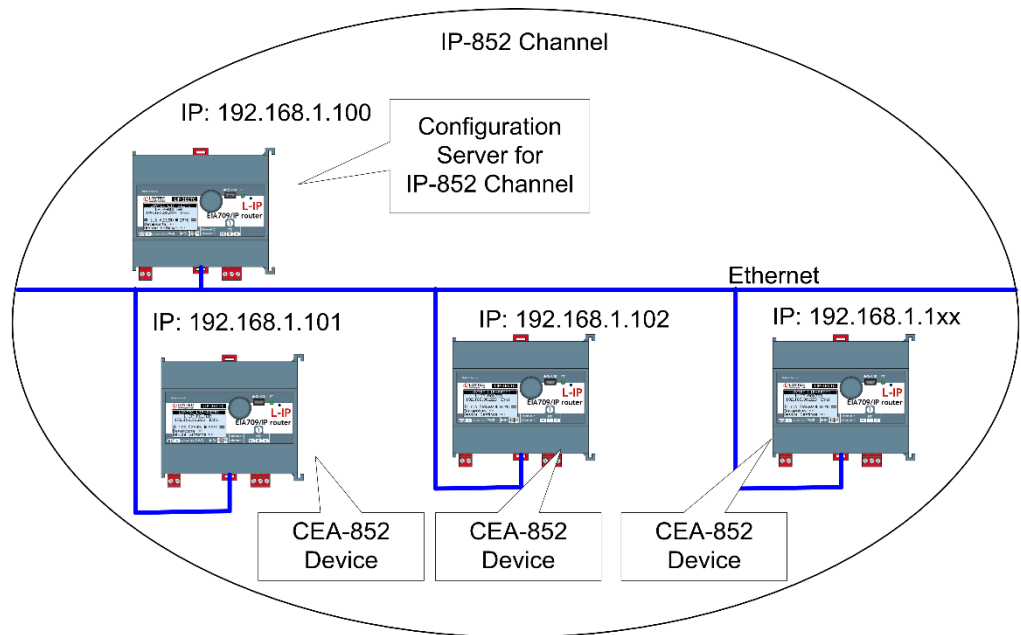 IP-852 Channel
IP: 192.168.1.100
Configuration
Server for
IP-852 Channel
L-IP
EIA709/IP router
Ethernet
IP: 192.168.1.101
IP: 192.168.1.102
IP: 192.168.1.1xx
L-IP
EIA709/IP router
L-IP
EIA709/IP router
L-IP
EIA709/IP router
CEA-852
Device
CEA-852
Device
CEA-852
Device